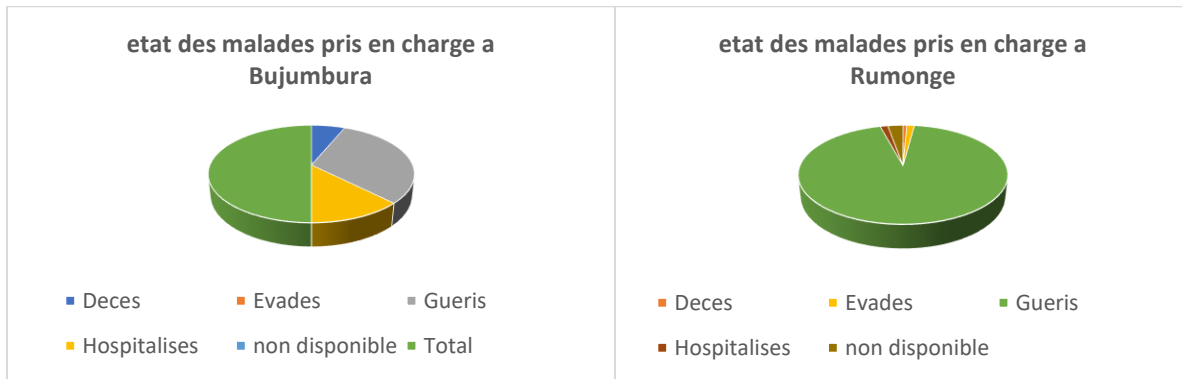 etat des malades pris en charge a
Bujumbura
Deces Evades Gueris
Hospitalises non disponible Total
etat des malades pris en charge a
Rumonge
Deces Evades Gueris
Hospitalises non disponible